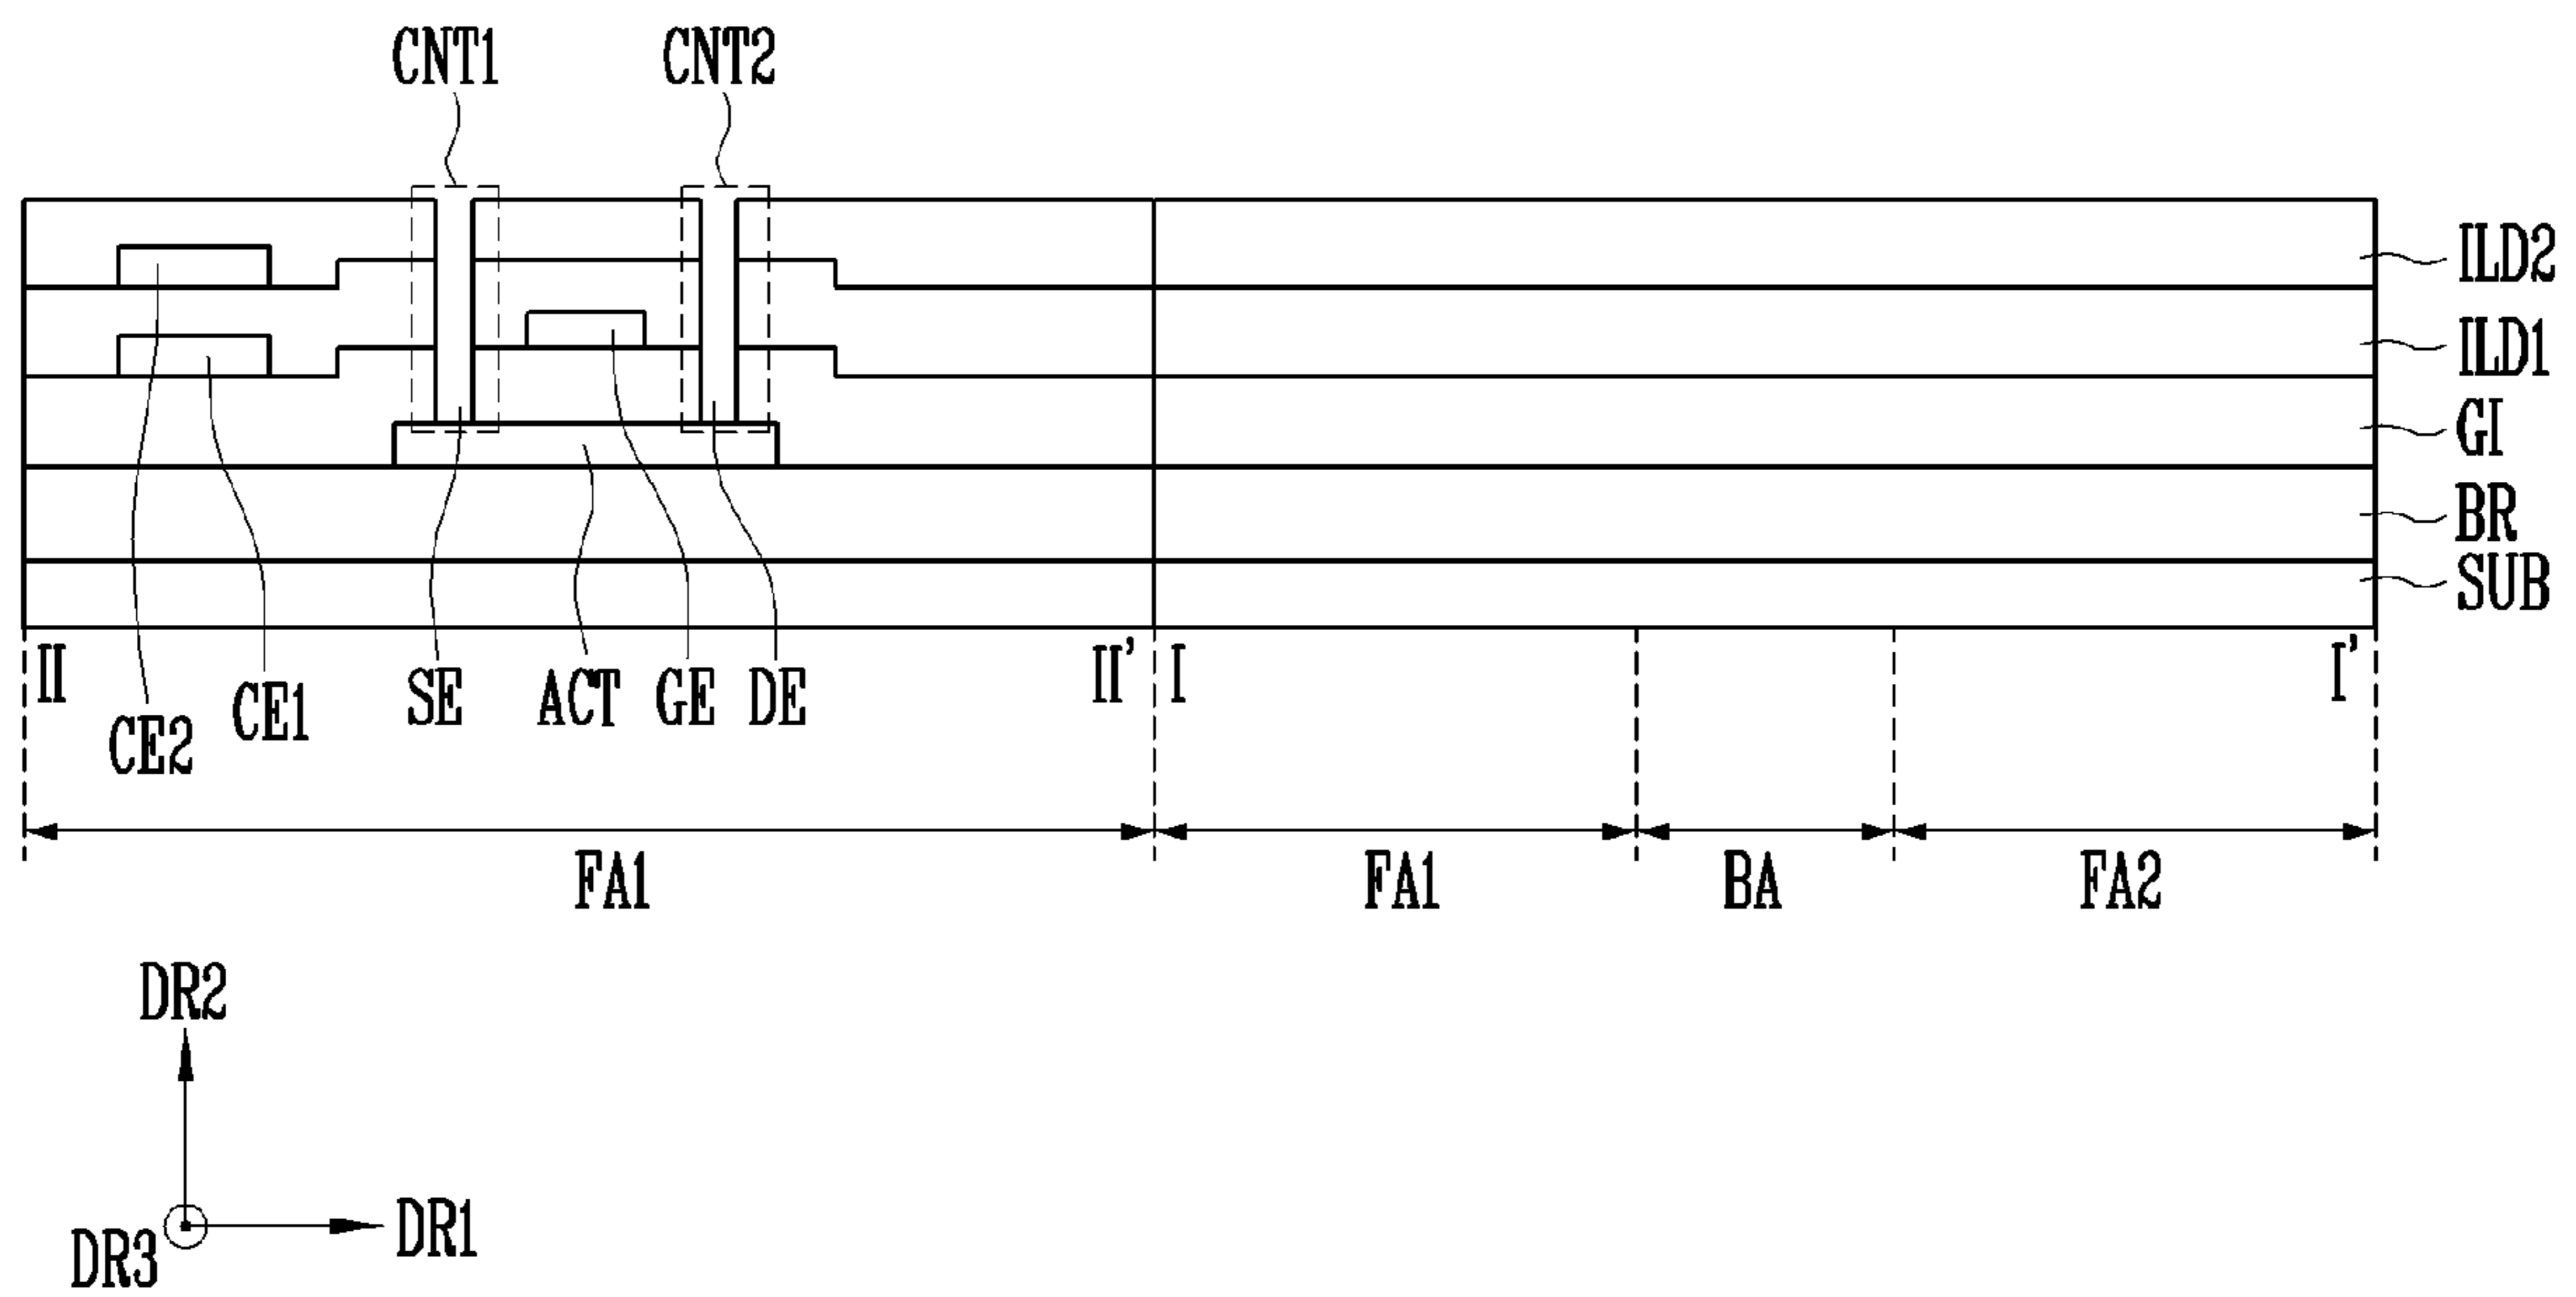 CNT1 CNT2
ILD2
ILD1
GI
BR
SUB
II II' I I'
CE2 CE1 SE ACT GE DE
FA1 FA1 BA FA2
DR2
DR3 DR1